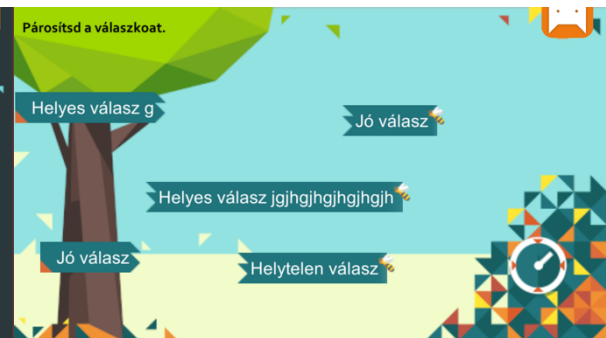 Párosítsd a válaszkoat.
Helyes válasz g
Jó válasz
Helyes válasz jgjhgjhgjhgjhgjh
Jó válasz
Helytelen válasz